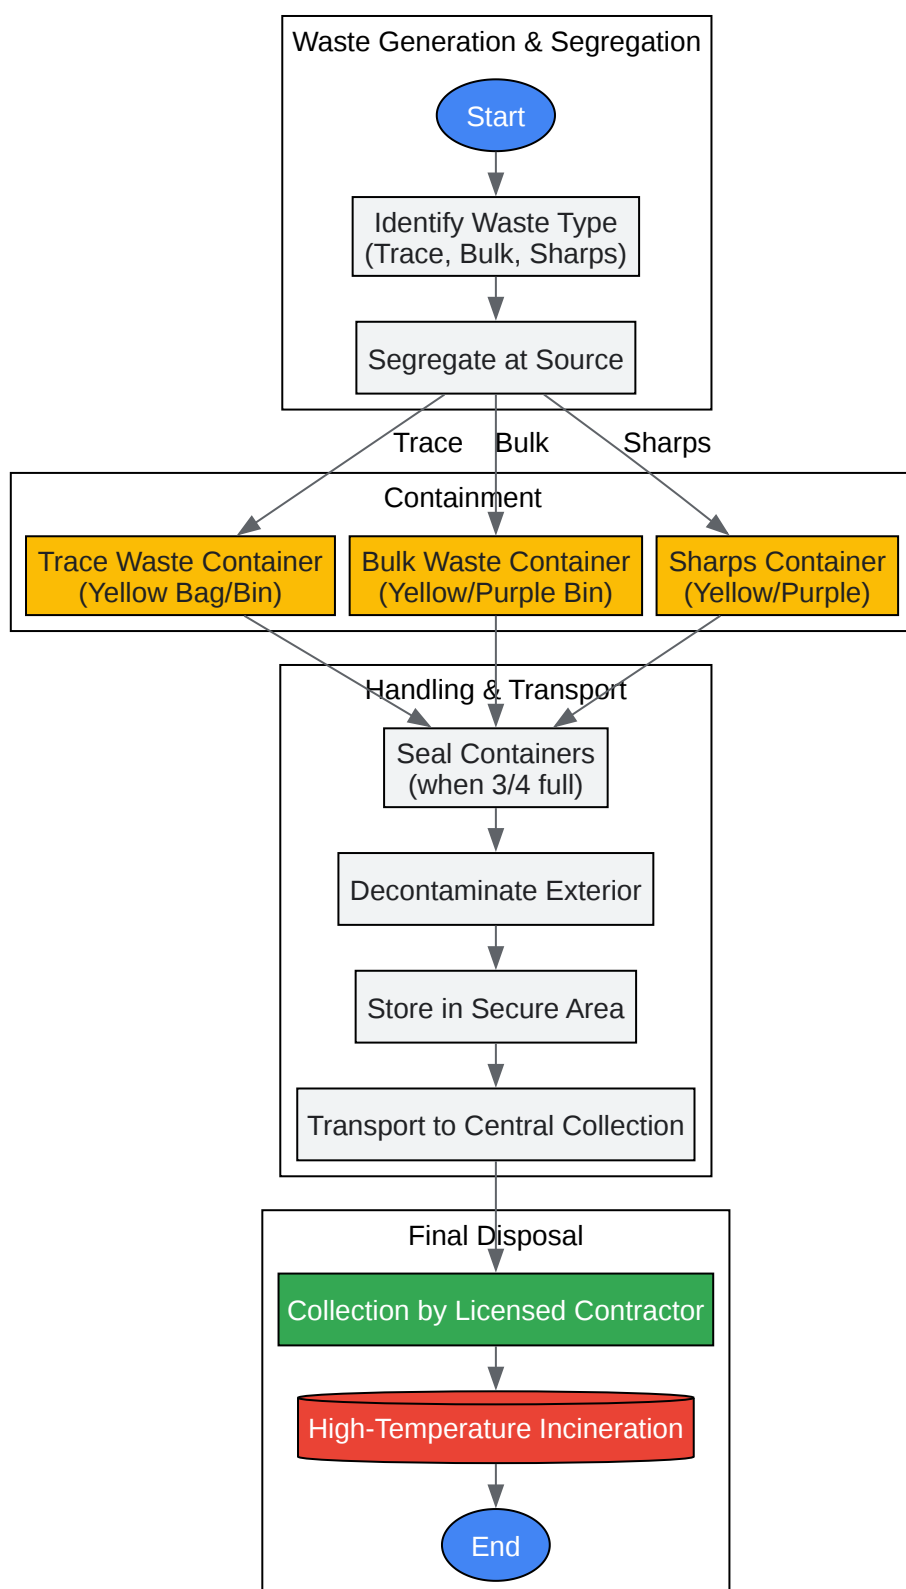 Waste Generation & Segregation
Start
Identify Waste Type
(Trace, Bulk, Sharps)
Segregate at Source
Trace
Bulk
Sharps
Containment
Trace Waste Container
(Yellow Bag/Bin)
Bulk Waste Container
(Yellow/Purple Bin)
Sharps Container
(Yellow/Purple)
Handling & Transport
Seal Containers
(when 3/4 full)
Decontaminate Exterior
Store in Secure Area
Transport to Central Collection
Final Disposal
Collection by Licensed Contractor
High-Temperature Incineration
End